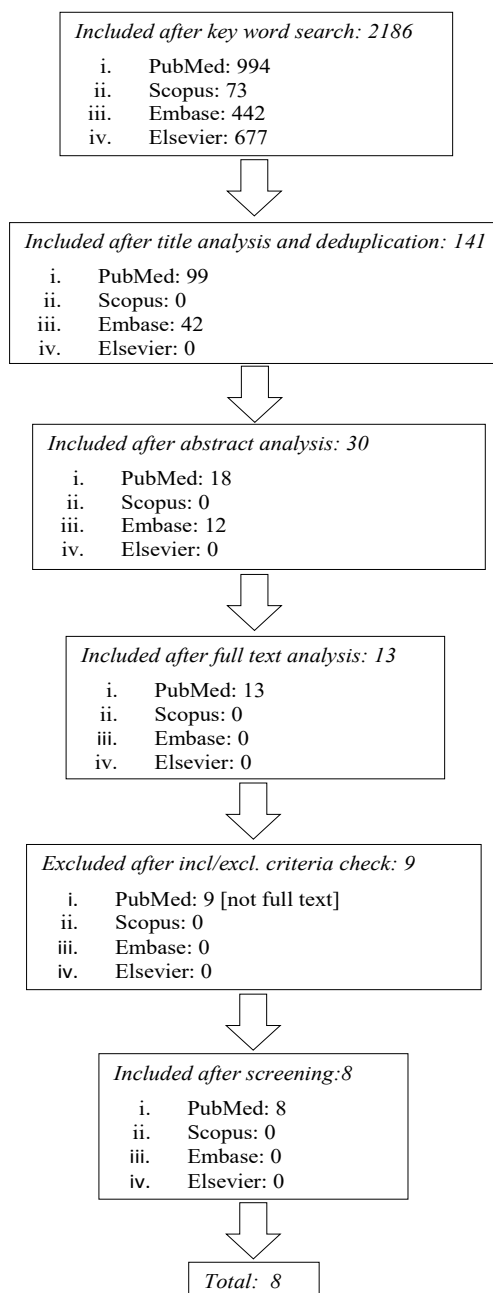 Included after key word search: 2186
i. PubMed: 994
ii. Scopus: 73
iii. Embase: 442
iv. Elsevier: 677
Included after title analysis and deduplication: 141
i. PubMed: 99
ii. Scopus: 0
iii. Embase: 42
iv. Elsevier: 0
Included after abstract analysis: 30
i. PubMed: 18
ii. Scopus: 0
iii. Embase: 12
iv. Elsevier: 0
Included after full text analysis: 13
i. PubMed: 13
ii. Scopus: 0
iii. Embase: 0
iv. Elsevier: 0
Excluded after incl/excl. criteria check: 9
i. PubMed: 9 [not full text]
ii. Scopus: 0
iii. Embase: 0
iv. Elsevier: 0
Included after screening:8
i. PubMed: 8
ii. Scopus: 0
iii. Embase: 0
iv. Elsevier: 0
Total: 8